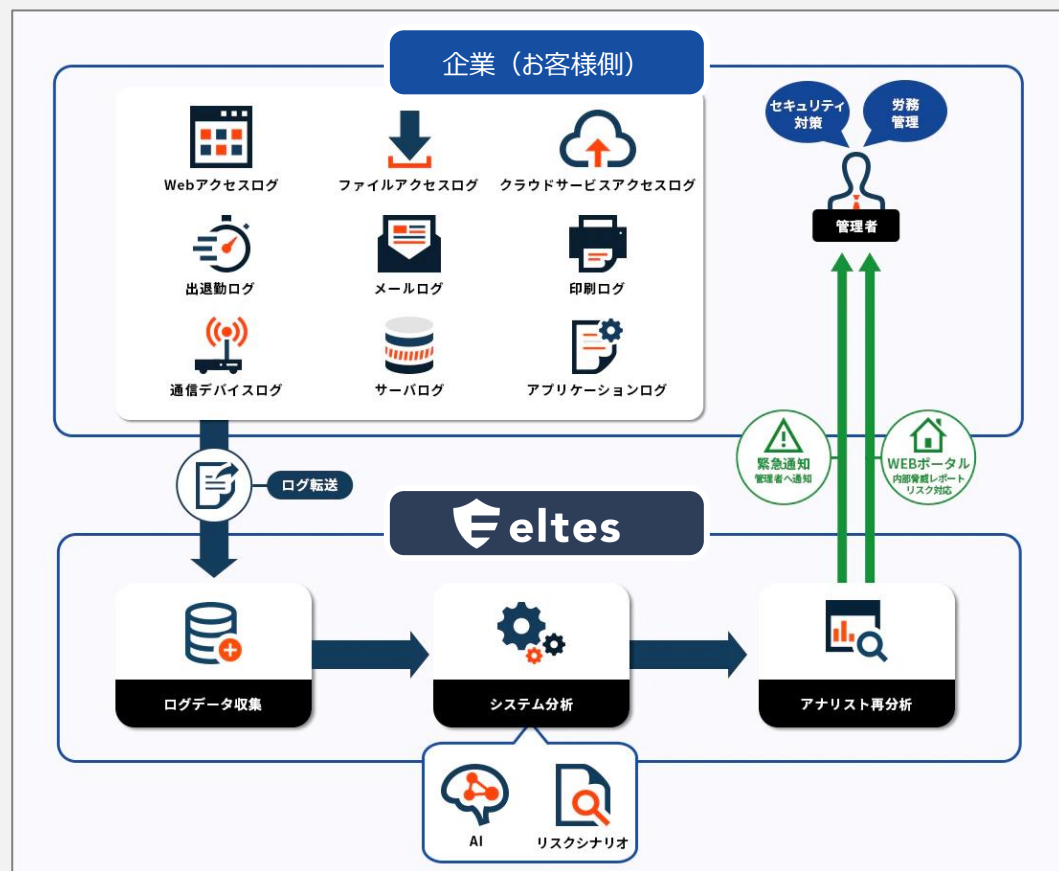 企業（お客様側）
セキュリティ
対策
労務
管理
管理者
Webアクセスログ
ファイルアクセスログ
クラウドサービスアクセスログ
出退勤ログ
メールログ
印刷ログ
通信デバイスログ
サーバログ
アプリケーションログ
ログ転送
緊急通知
管理者へ通知
WEBポータル
内部脅威レポート
リスク対応
eltes
ログデータ収集
システム分析
アナリスト再分析
AI
リスクシナリオ